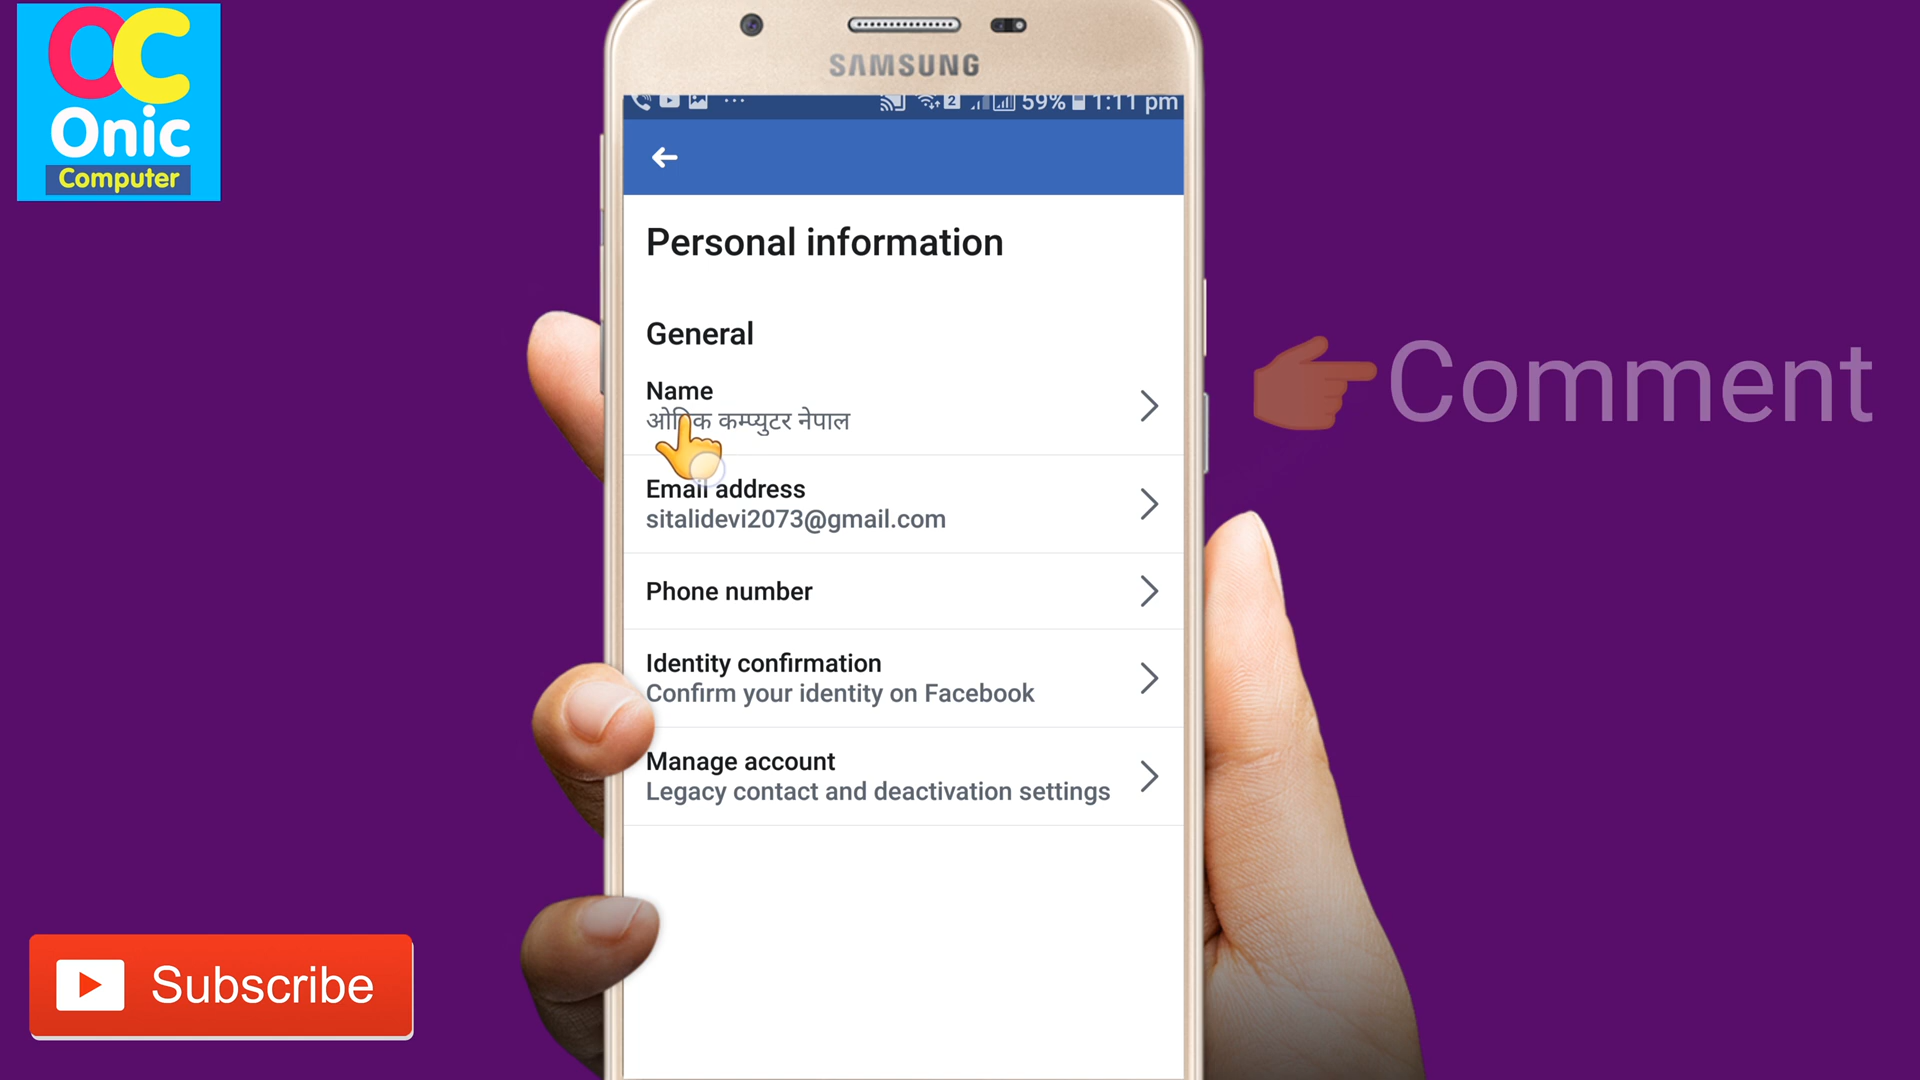 OC
Onic
Computer
SAMSUNG
2 59% 1:11 pm
Personal information
General
Name
कम्प्युटर नेपाल
Email address
sitalidevi2073@gmail.com
Phone number
Identity confirmation
Confirm your identity on Facebook
Manage account
Legacy contact and deactivation settings
Comment
Subscribe